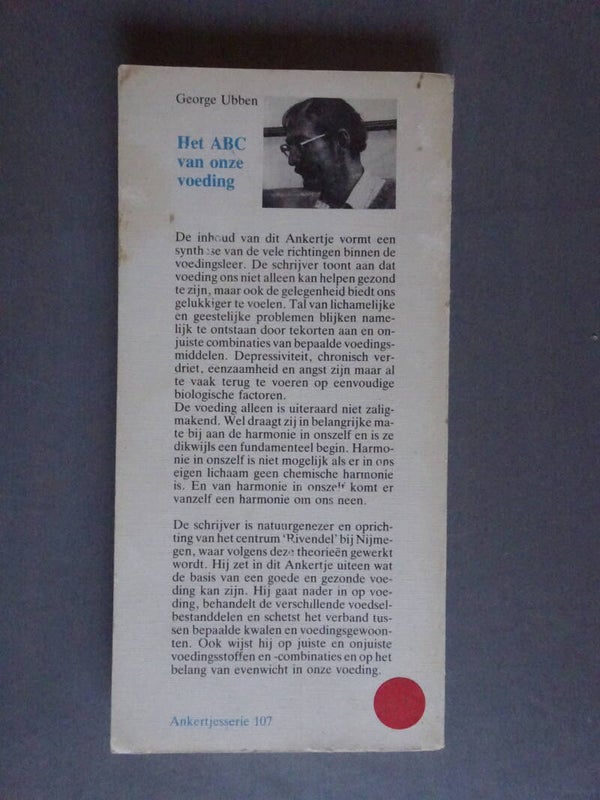 George Ubben
Het ABC
van onze
voeding
De inhoud van dit Ankertje vormt een
synthese van de vele richtingen binnen de
voedingsleer. De schrijver toont aan dat
voeding ons niet alleen kan helpen gezond
te zijn, maar ook de gelegenheid biedt ons
gelukkiger te voelen. Tal van lichamelijke
en geestelijke problemen blijken name-
lijk te ontstaan door tekorten aan en on-
juiste combinaties van bepaalde voedings-
middelen. Depressiviteit, chronisch ver-
driet, eenzaamheid en angst zijn maar al
te vaak terug te voeren op eenvoudige
biologische factoren.
De voeding alleen is uiteraard niet zalig-
makend. Wel draagt zij in belangrijke ma-
te bij aan de harmonie in onszelf en is ze
dikwijls een fundamenteel begin. Harmo-
nie in onszelf is niet mogelijk als er in ons
eigen lichaam geen chemische harmonie
is. En van harmonie in onszelf komt er
vanzelf een harmonie om ons heen.
De schrijver is natuurgenezer en oprich-
ting van het centrum 'Rivendel' bij Nijme-
gen, waar volgens deze theorieën gewerkt
wordt. Hij zet in dit Ankertje uiteen wat
de basis van een goede en gezonde voe-
ding kan zijn. Hij gaat nader in op voe-
ding, behandelt de verschillende voedsel-
bestanddelen en schetst het verband tus-
sen bepaalde kwalen en voedingsgewoon-
ten. Ook wijst hij op juiste en onjuiste
voedingsstoffen en -combinaties en op het
belang van evenwicht in onze voeding.
Ankertjesserie 107